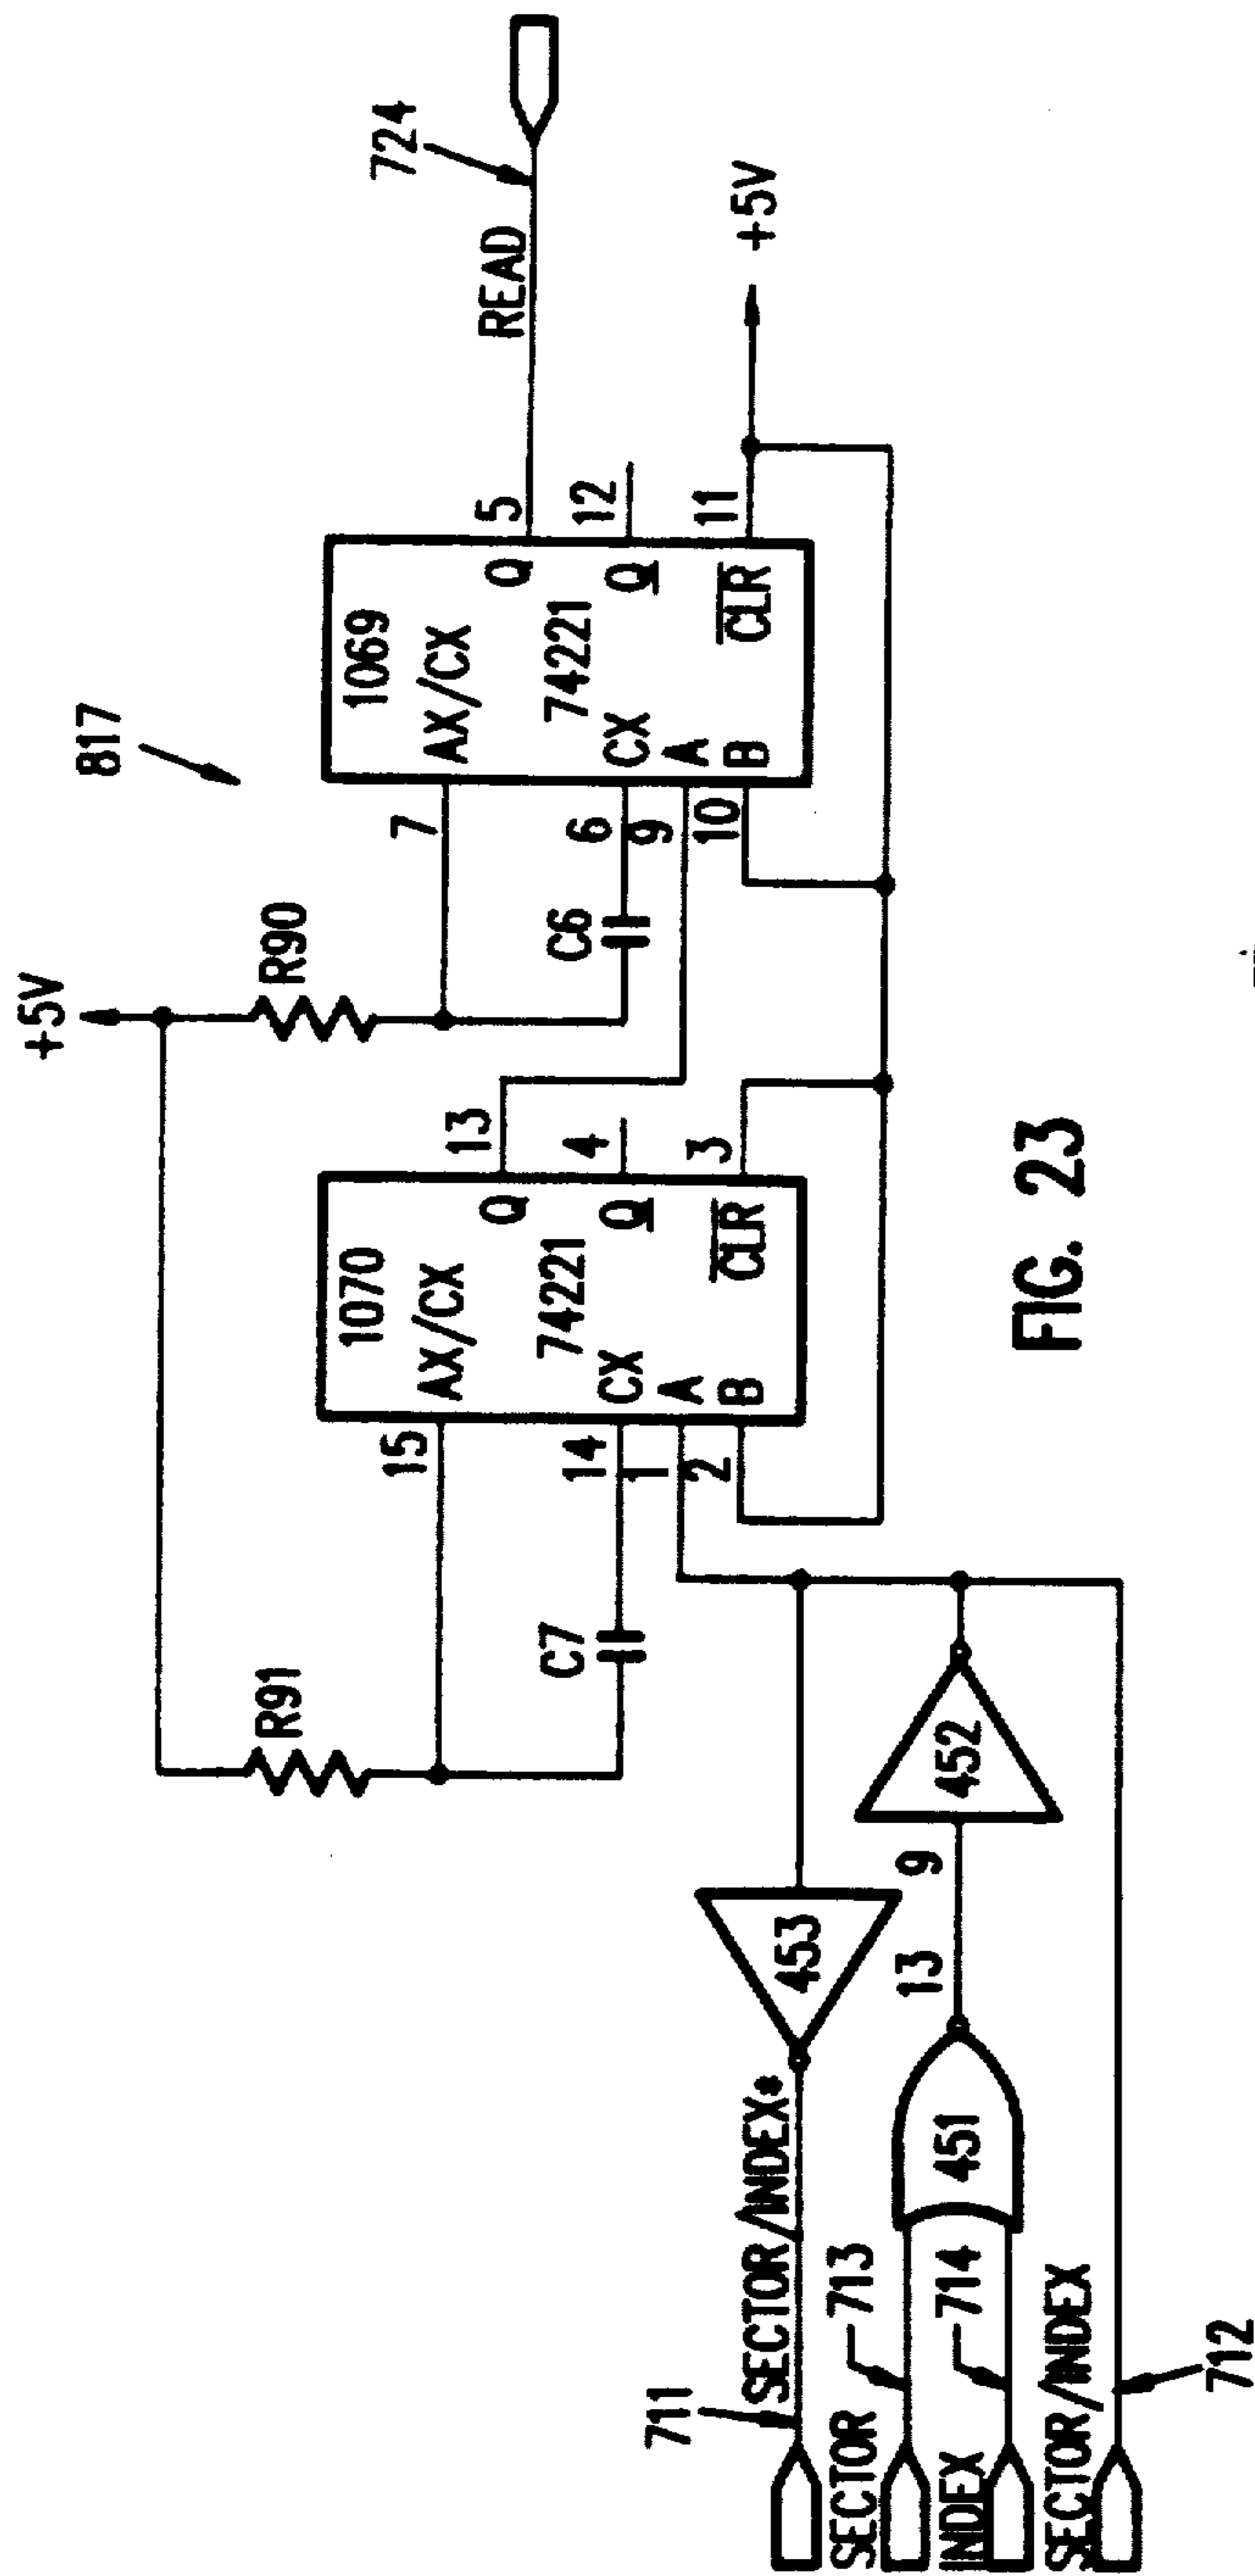 817
+5V
R91
R90
724
READ
1070
AX/CX
74221
CX
A
B
Q
Q
CLR
15
14
1
2
13
4
3
C7
1069
AX/CX
74221
CX
A
B
Q
Q
CLR
7
6
9
10
5
12
11
C6
+5V
711
SECTOR/INDEX*
453
SECTOR
713
INDEX
714
451
13
9
452
SECTOR/INDEX
712
FIG. 23